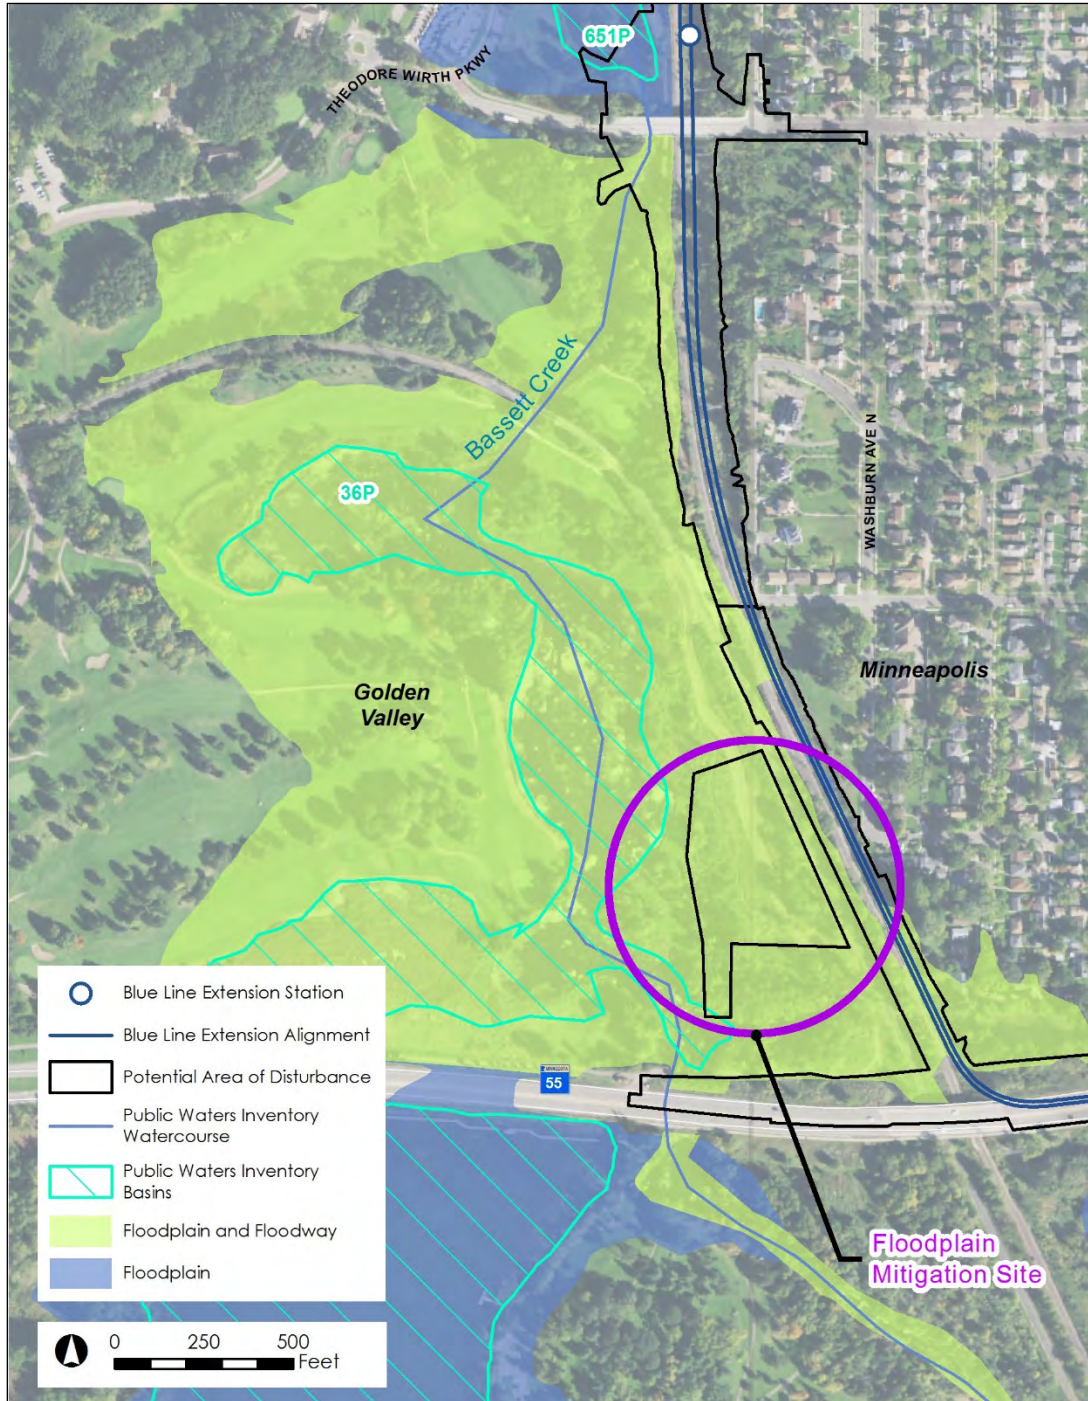 651P
THEODORE WIRTH PKWY
Bassett Creek
36P
WASHBURN AVE N
Minneapolis
Golden
Valley
Blue Line Extension Station
Blue Line Extension Alignment
Potential Area of Disturbance
Public Waters Inventory
Watercourse
Public Waters Inventory
Basins
Floodplain and Floodway
Floodplain
MINNESOTA
55
Floodplain
Mitigation Site
0 250 500
Feet